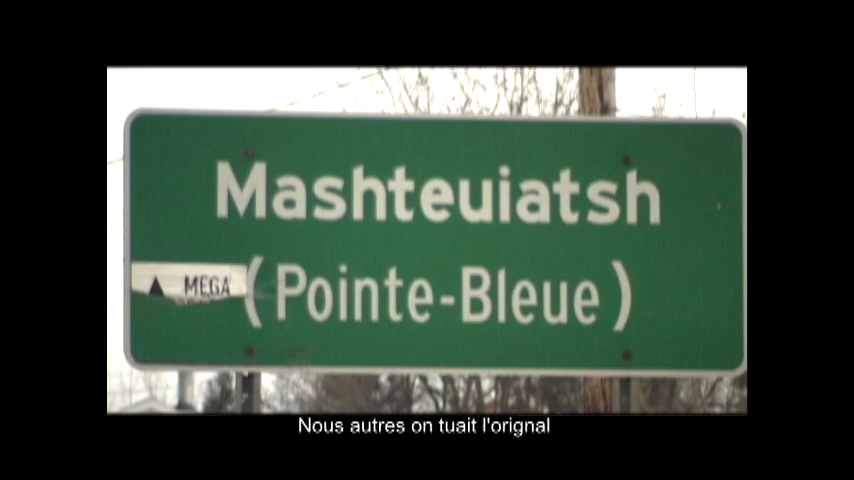 Mashteuiatsh
▲ MEGA
(Pointe-Bleue)
Nous autres on tuait l'orignal